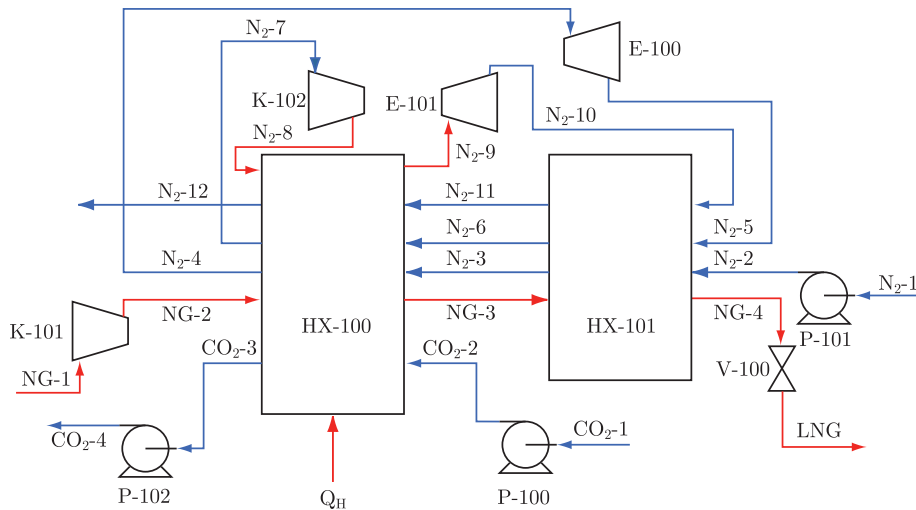 N₂-7
E-100
K-102
E-101
N₂-10
N₂-8
N₂-9
N₂-12
N₂-11
N₂-6
N₂-5
N₂-4
N₂-3
N₂-2
N₂-1
NG-2
HX-100
NG-3
HX-101
NG-4
K-101
P-101
CO₂-3
CO₂-2
V-100
NG-1
CO₂-4
CO₂-1
LNG
P-102
Q_H
P-100